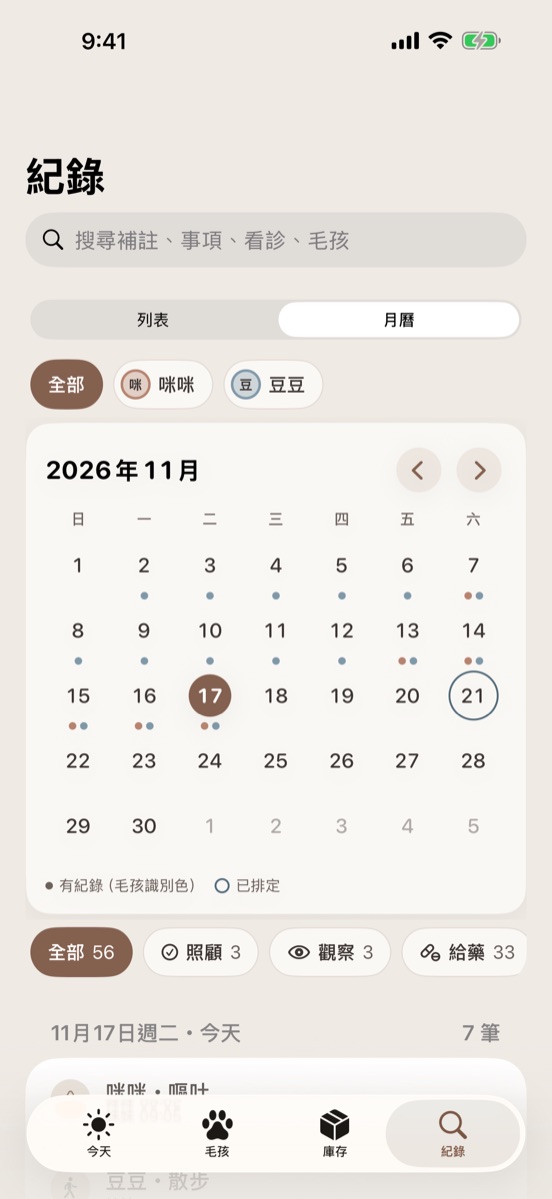 9:41
紀錄
搜尋補註、事項、看診、毛孩
列表 月曆
全部 咪 咪咪 豆 豆豆
2026年11月
日 一 二 三 四 五 六
1 2 3 4 5 6 7
8 9 10 11 12 13 14
15 16 17 18 19 20 21
22 23 24 25 26 27 28
29 30 1 2 3 4 5
有紀錄 (毛孩識別色) 已排定
全部 56 照顧 3 觀察 3 給藥 33
11月17日週二・今天 7 筆
咪咪・嘔吐
豆豆・散步
今天 毛孩 庫存 紀錄